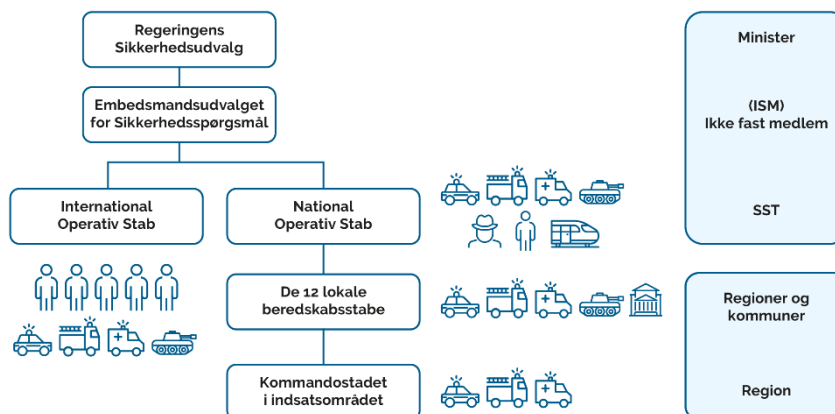 Regeringens
Sikkerhedsudvalg
Minister
Embedsmandsudvalget
for Sikkerhedsspørgsmål
(ISM)
Ikke fast medlem
International
Operativ Stab
National
Operativ Stab
SST
De 12 lokale
beredskabsstabe
Regioner og
kommuner
Kommandostadet
i indsatsområdet
Region